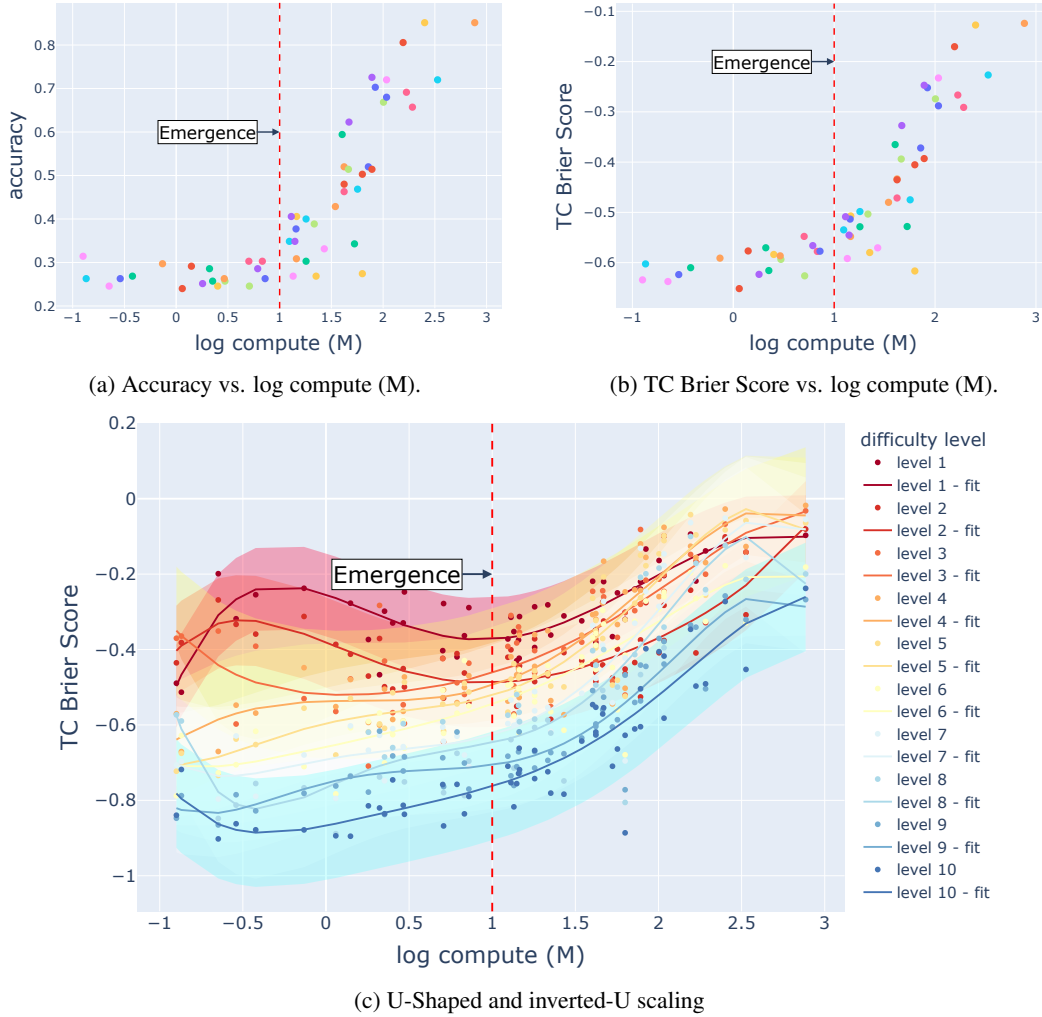 accuracy
0.8
0.7
0.6
0.5
0.4
0.3
0.2
Emergence
−1
−0.5
0
0.5
1
1.5
2
2.5
3
log compute (M)
(a) Accuracy vs. log compute (M).
TC Brier Score
−0.1
−0.2
−0.3
−0.4
−0.5
−0.6
Emergence
−1
0
1
2
3
log compute (M)
(b) TC Brier Score vs. log compute (M).
TC Brier Score
0.2
0
−0.2
−0.4
−0.6
−0.8
−1
Emergence
−1
−0.5
0
0.5
1
1.5
2
2.5
3
log compute (M)
difficulty level
level 1
level 1 - fit
level 2
level 2 - fit
level 3
level 3 - fit
level 4
level 4 - fit
level 5
level 5 - fit
level 6
level 6 - fit
level 7
level 7 - fit
level 8
level 8 - fit
level 9
level 9 - fit
level 10
level 10 - fit
(c) U-Shaped and inverted-U scaling